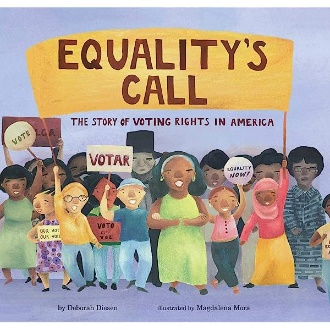 EQUALITY'S
CALL
THE STORY OF VOTING RIGHTS IN AMERICA
VOTE
VOTAR
EQUALITY
NOW!
VOTE
by Deborah Diesen
illustrated by Magdalena Mora